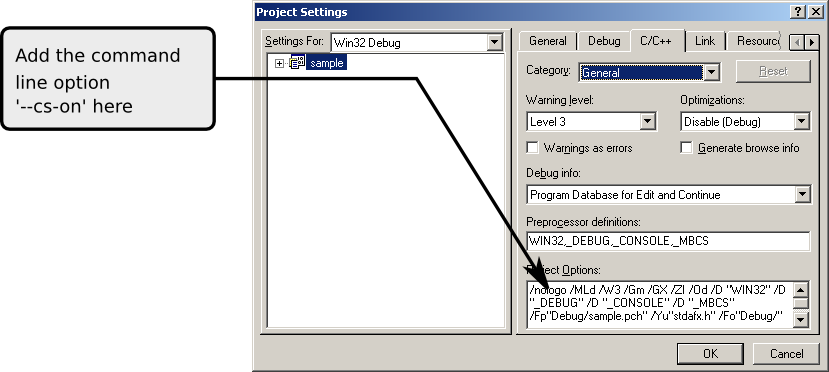 Add the command
line option
'--cs-on' here
Project Settings
Settings For: Win32 Debug
sample
General Debug C/C++ Link Resourc
Category: General Reset
Warning level: Optimizations:
Level 3 Disable (Debug)
Warnings as errors Generate browse info
Debug info:
Program Database for Edit and Continue
Preprocessor definitions:
WIN32,_DEBUG,_CONSOLE,_MBCS
Project Options:
/nologo /MLd /W3 /Gm /GX /ZI /Od /D "WIN32" /D
"_DEBUG" /D "_CONSOLE" /D "_MBCS"
/Fp"Debug/sample.pch" /Yu"stdafx.h" /Fo"Debug/"
OK Cancel